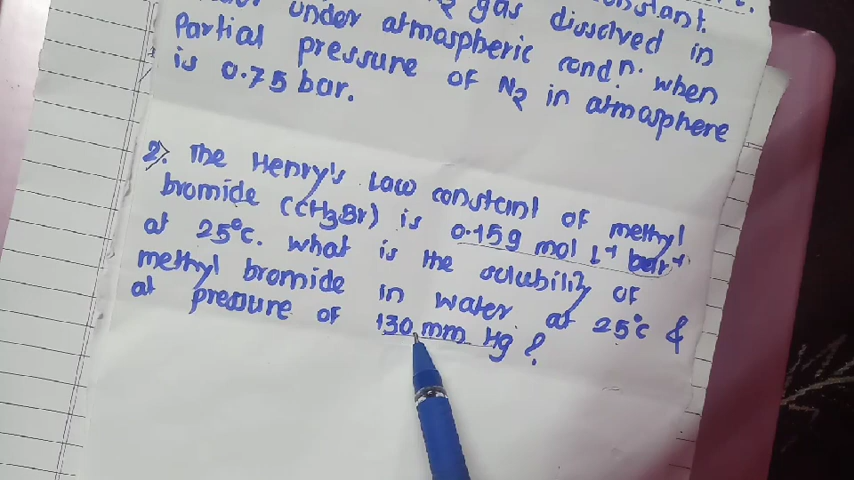 gas dissolved in
under atmospheric condn. when
Partial pressure of N2 in atmosphere
is 0.75 bar.
2. The Henry's Law constant of methyl
bromide (CH3Br) is 0.159 mol L-1 bar-1
at 25°c. what is the solubility of
methyl bromide in water at 25°c &
at pressure of 130 mm Hg ?